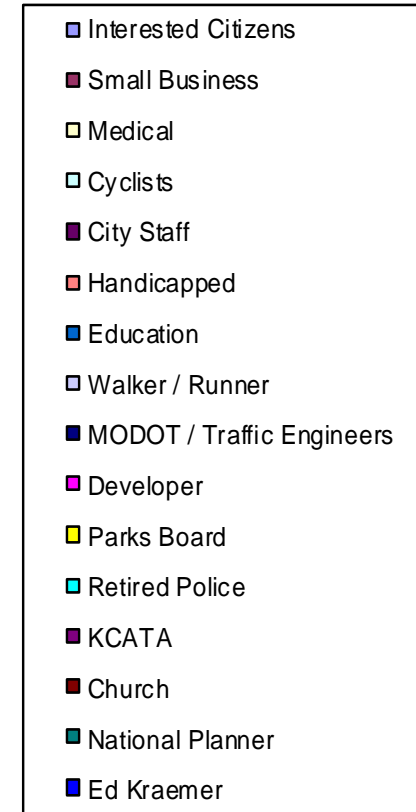 Interested Citizens
Small Business
Medical
Cyclists
City Staff
Handicapped
Education
Walker / Runner
MODOT / Traffic Engineers
Developer
Parks Board
Retired Police
KCATA
Church
National Planner
Ed Kraemer